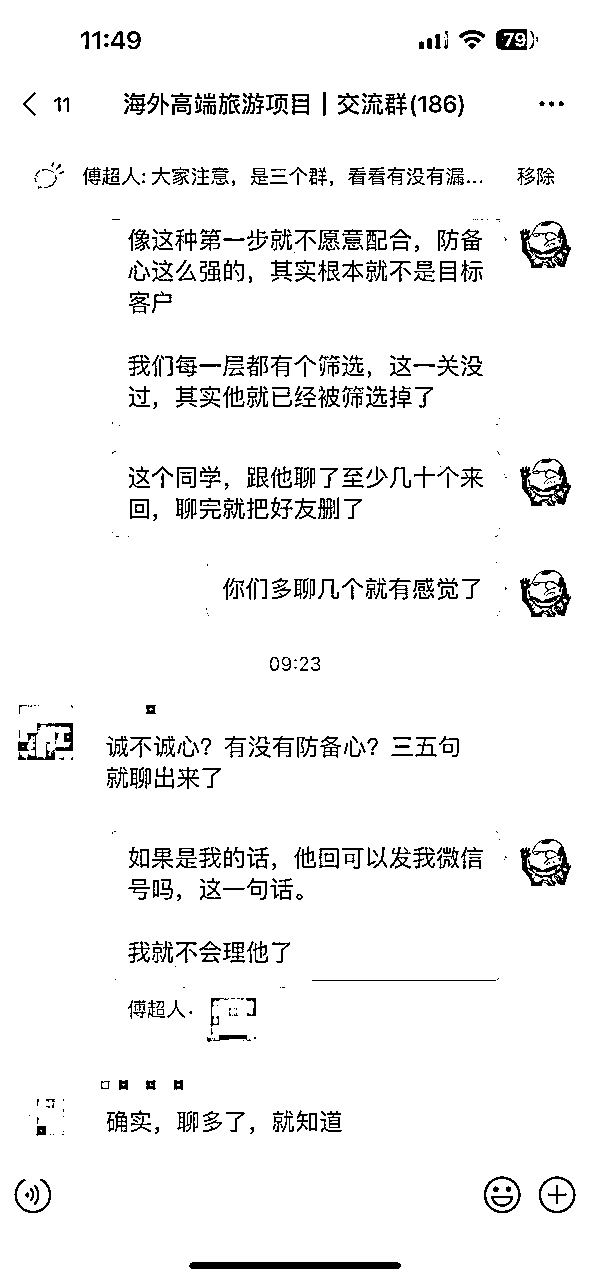 11:49
79
11
海外高端旅游项目｜交流群(186)
傅超人: 大家注意，是三个群，看看有没有漏...
移除
像这种第一步就不愿意配合，防备
心这么强的，其实根本就不是目标
客户
我们每一层都有个筛选，这一关没
过，其实他就已经被筛选掉了
这个同学，跟他聊了至少几十个来
回，聊完就把好友删了
你们多聊几个就有感觉了
09:23
诚不诚心？有没有防备心？三五句
就聊出来了
如果是我的话，他回可以发我微信
号吗，这一句话。
我就不会理他了
傅超人:
确实，聊多了，就知道